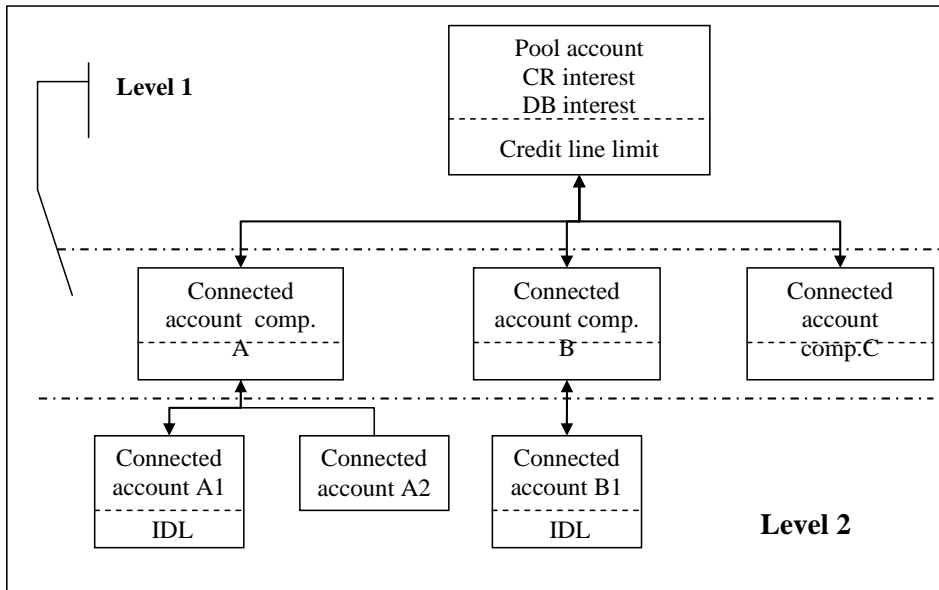 Level 1
Pool account
CR interest
DB interest
Credit line limit
Connected
account comp.
A
Connected
account comp.
B
Connected
account
comp.C
Connected
account A1
IDL
Connected
account A2
Connected
account B1
IDL
Level 2